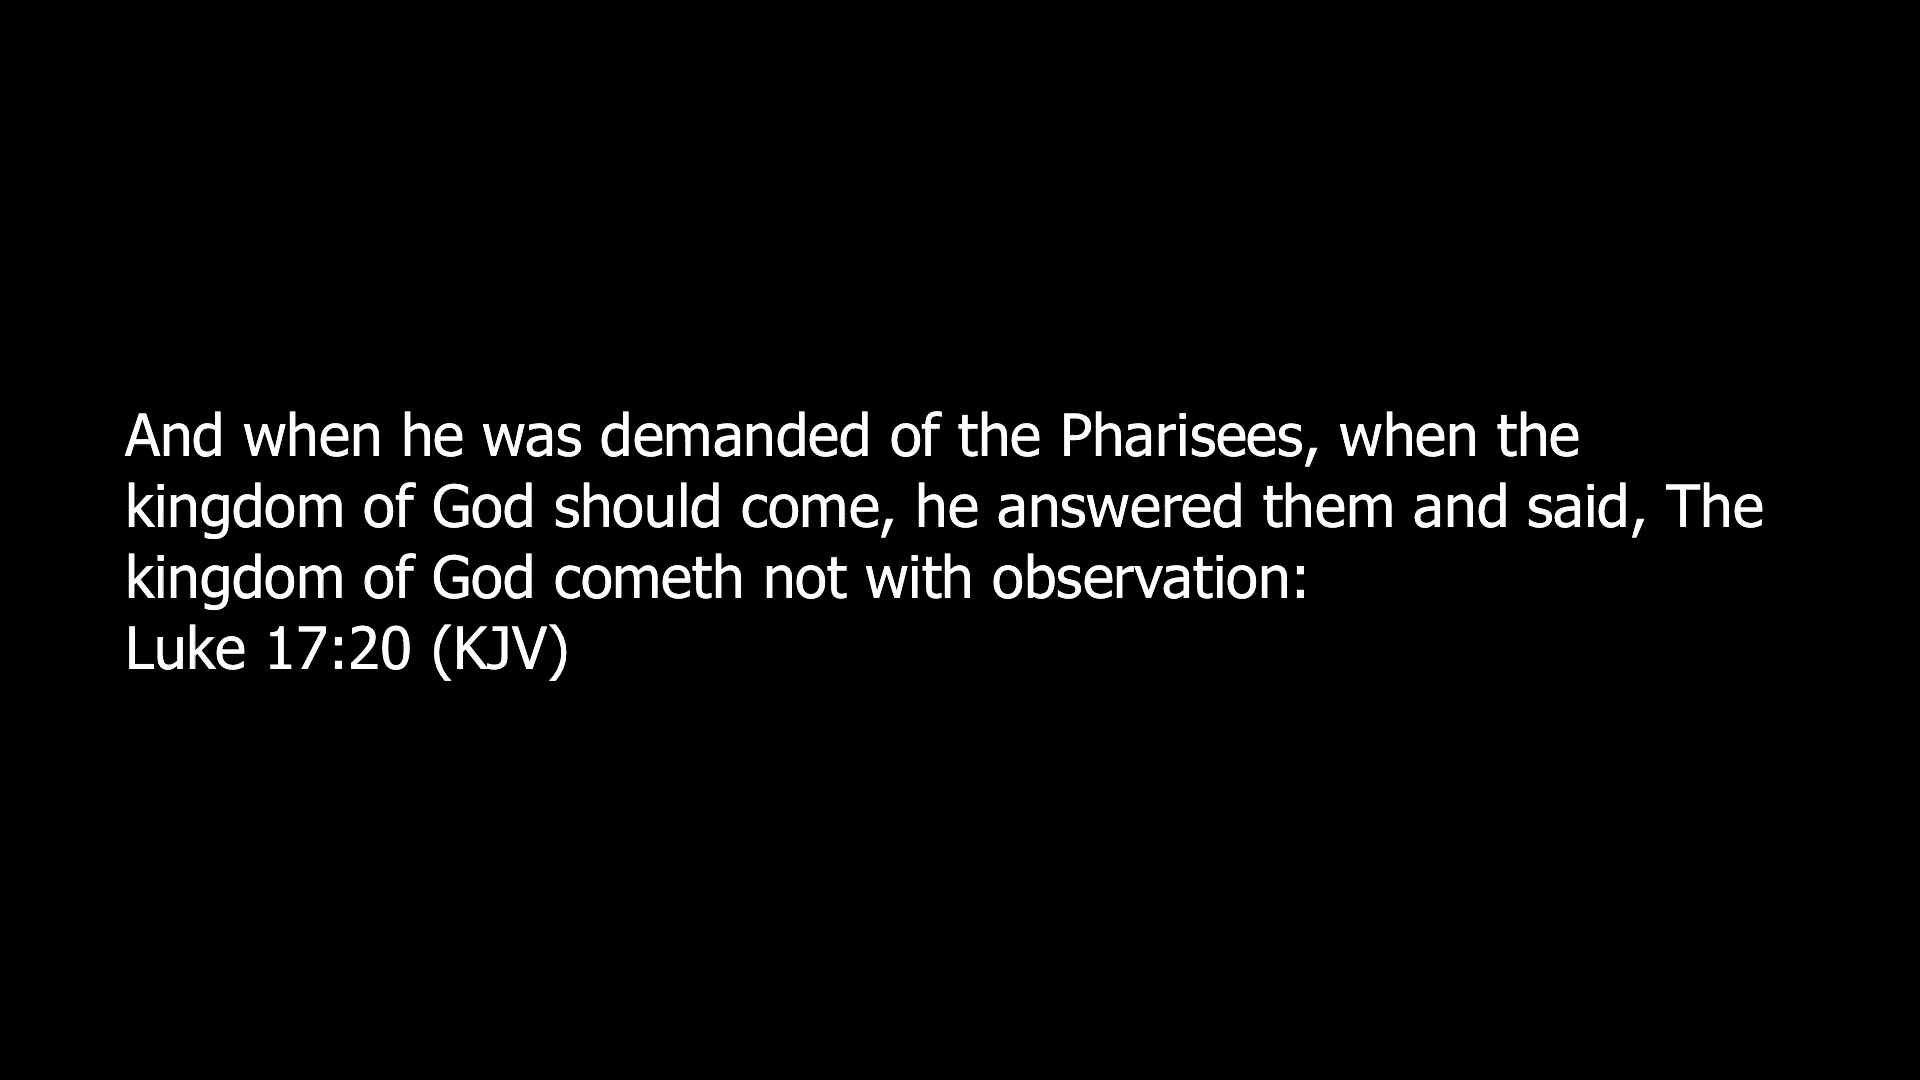 And when he was demanded of the Pharisees, when the
kingdom of God should come, he answered them and said, The
kingdom of God cometh not with observation:
Luke 17:20 (KJV)